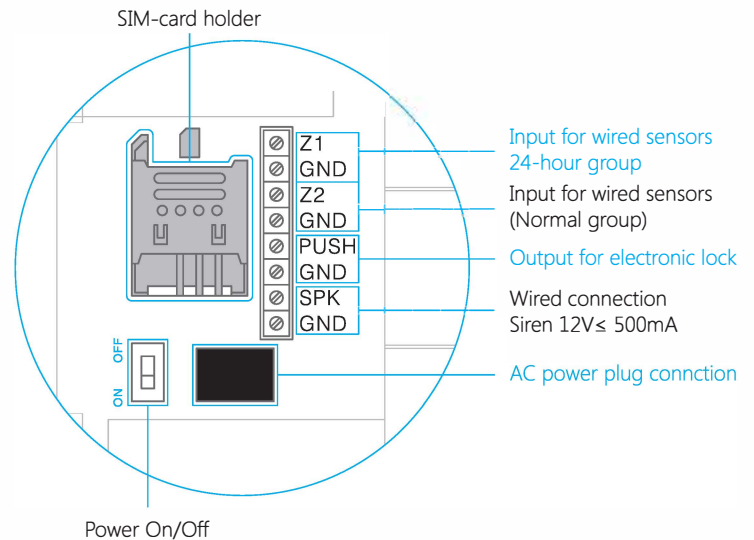 SIM-card holder
Z1
GND
Z2
GND
PUSH
GND
SPK
GND
Input for wired sensors
24-hour group
Input for wired sensors
(Normal group)
Output for electronic lock
Wired connection
Siren 12V≤ 500mA
AC power plug connction
OFF
ON
Power On/Off